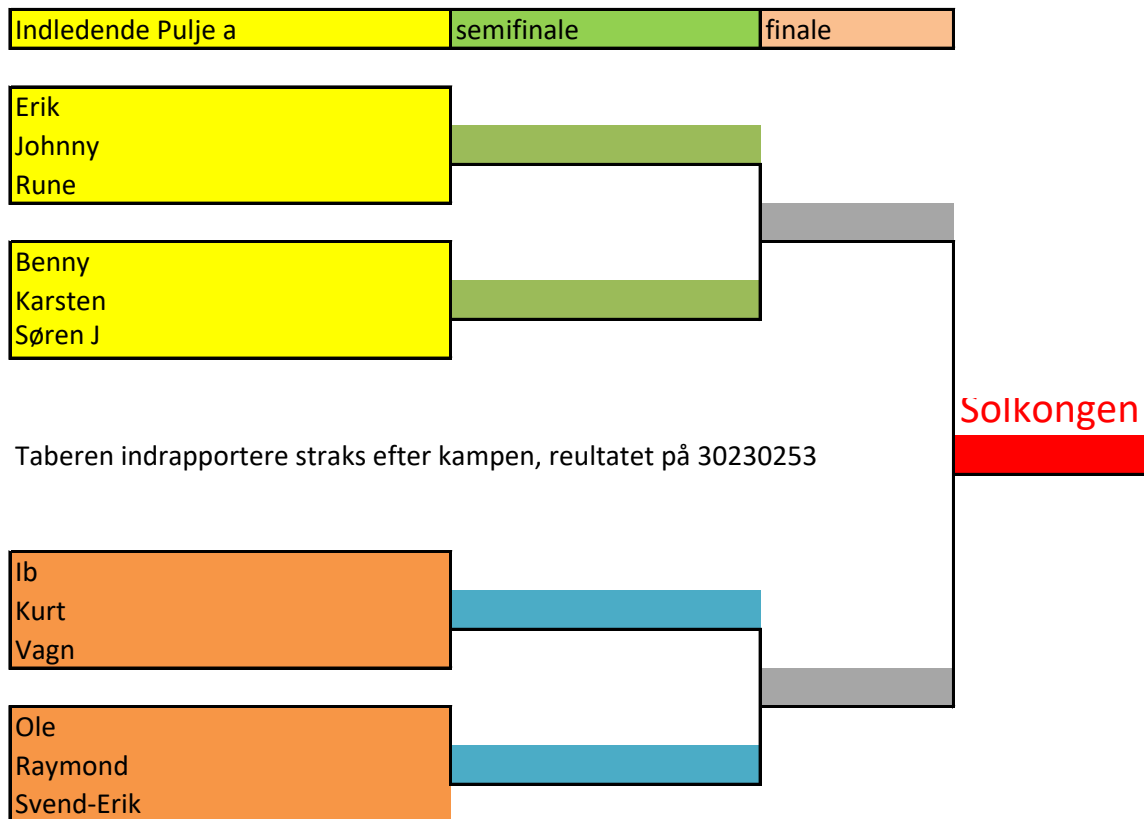 Indledende Pulje a semifinale finale
Erik
Johnny
Rune
Benny
Karsten
Søren J
Solkongen
Taberen indrapportere straks efter kampen, reultatet på 30230253
Ib
Kurt
Vagn
Ole
Raymond
Svend-Erik